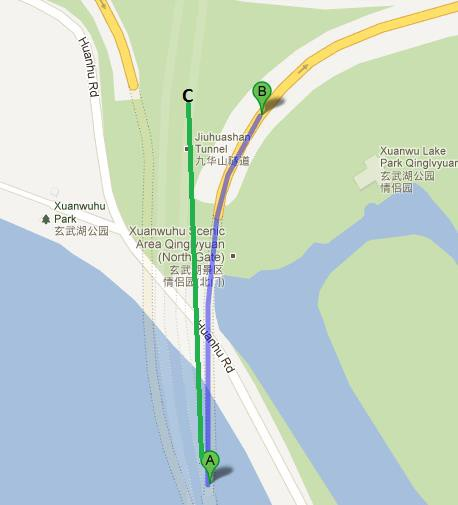 Huanhu Rd
C
B
Jiuhuashan
Tunnel
九华山隧道
Xuanwu Lake
Park Qinglvyuan
玄武湖公园
情侣园
Xuanwuhu
Park
玄武湖公园
Xuanwuhu Scenic
Area Qinglvyuan
(North Gate)
玄武湖景区
情侣园(北门)
Huanhu Rd
A